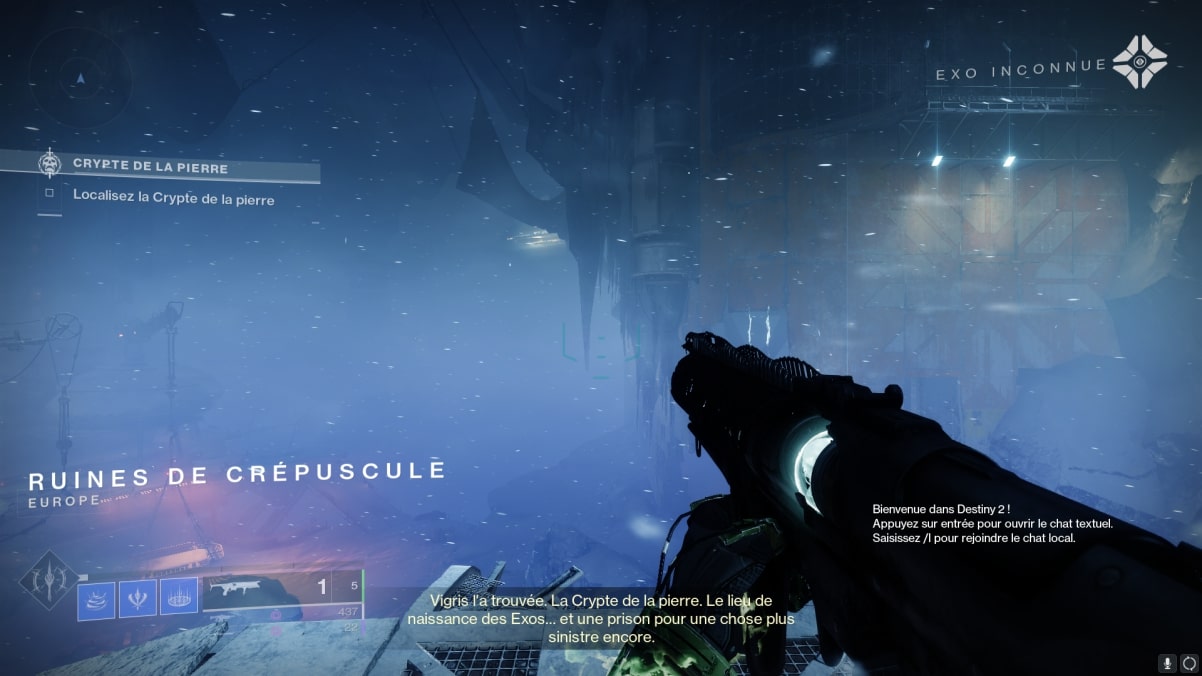 EXO INCONNUE
CRYPTE DE LA PIERRE
Localisez la Crypte de la pierre
RUINES DE CRÉPUSCULE
EUROPE
Bienvenue dans Destiny 2 !
Appuyez sur entrée pour ouvrir le chat textuel.
Saisissez /l pour rejoindre le chat local.
1
5
437
22
Vigris l'a trouvée. La Crypte de la pierre. Le lieu de
naissance des Exos... et une prison pour une chose plus
sinistre encore.